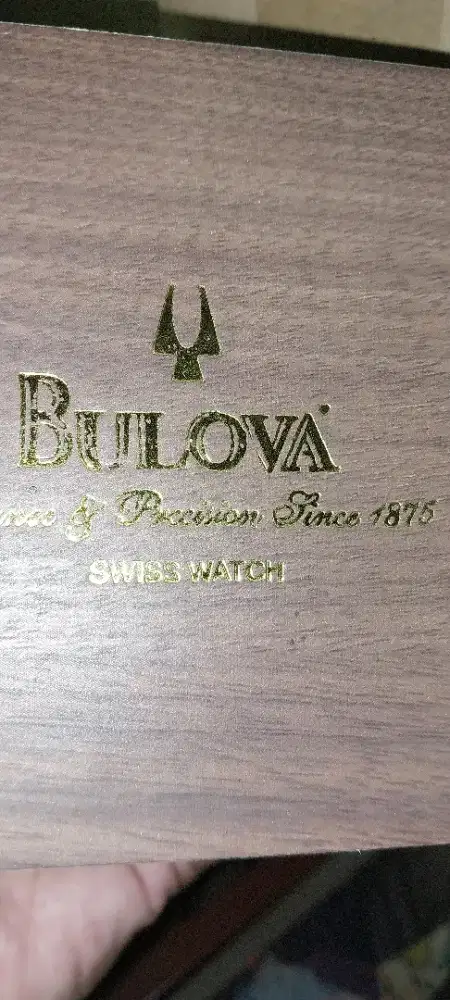 BULOVA
& Precision Since 1875
SWISS WATCH